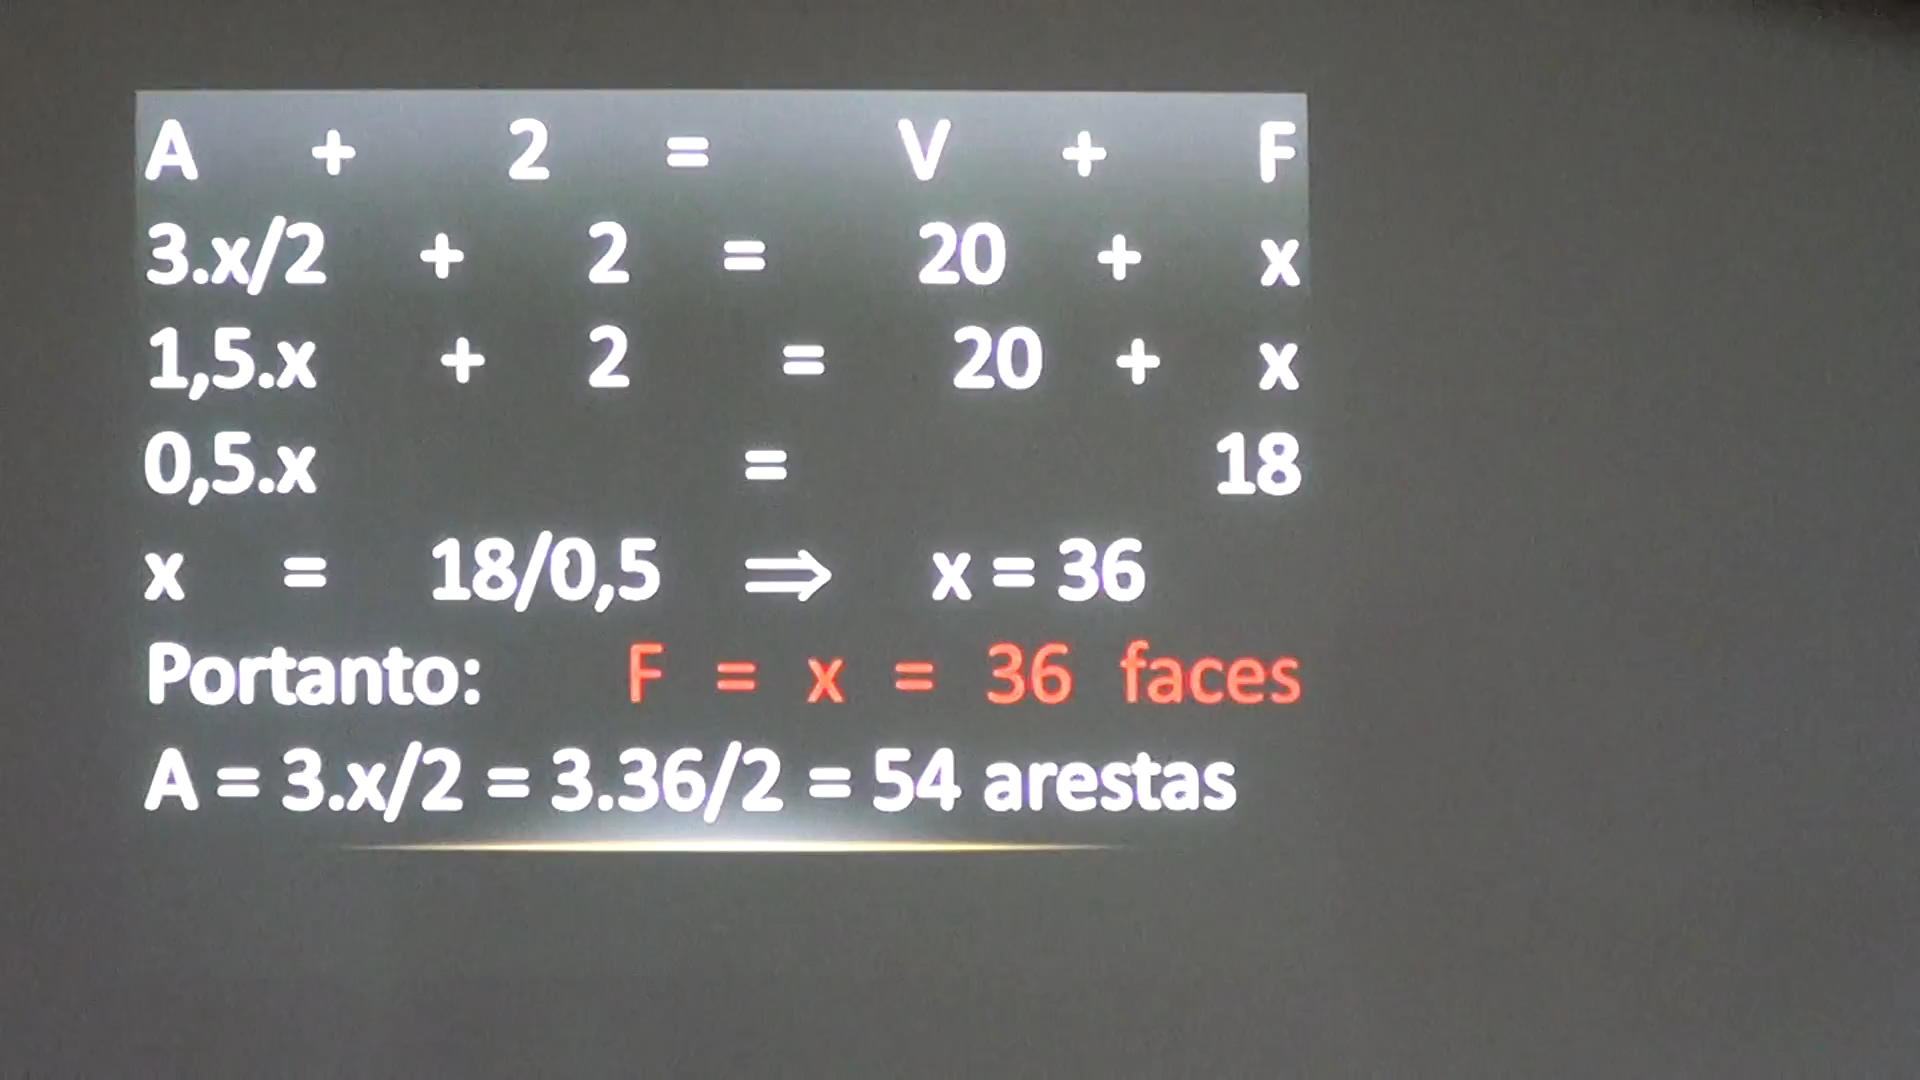 A + 2 = V + F
3.x/2 + 2 = 20 + x
1,5.x + 2 = 20 + x
0,5.x = 18
x = 18/0,5 ⇒ x = 36
Portanto: F = x = 36 faces
A = 3.x/2 = 3.36/2 = 54 arestas